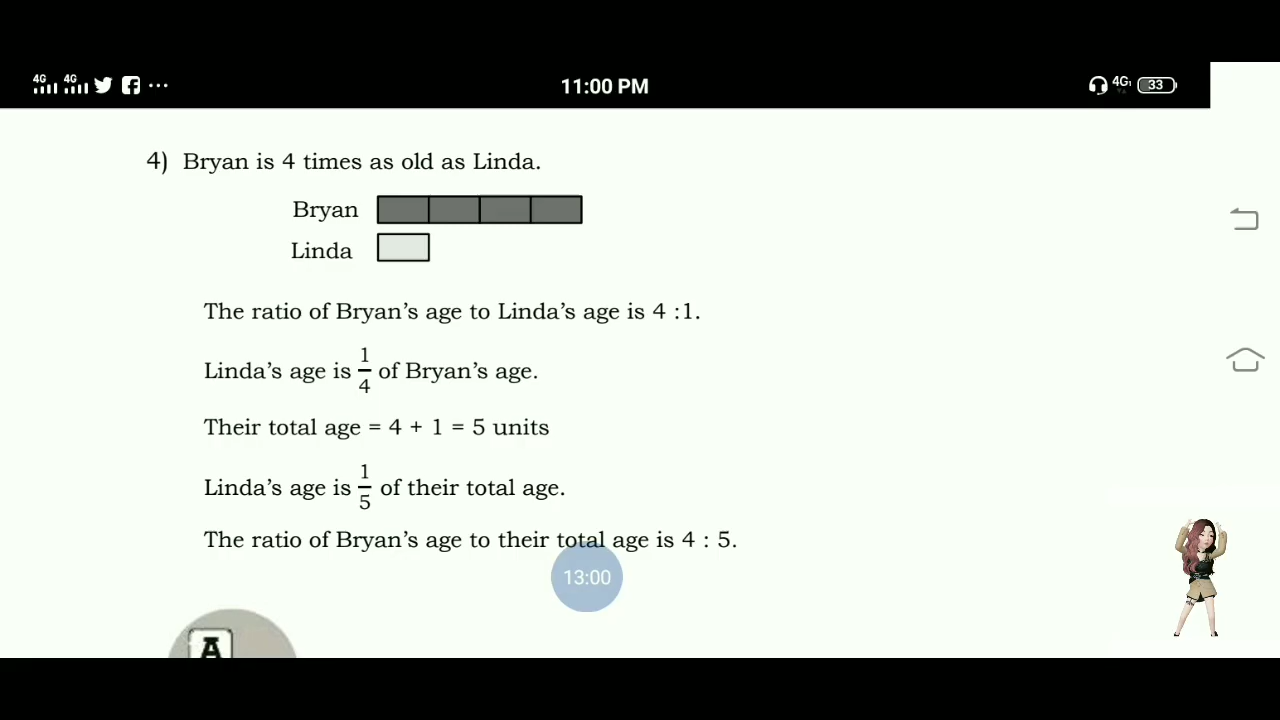 4G 4G ... 11:00 PM 4G 33
4) Bryan is 4 times as old as Linda.
Bryan
Linda
The ratio of Bryan’s age to Linda’s age is 4 :1.
Linda’s age is 1/4 of Bryan’s age.
Their total age = 4 + 1 = 5 units
Linda’s age is 1/5 of their total age.
The ratio of Bryan’s age to their total age is 4 : 5.
13:00
A